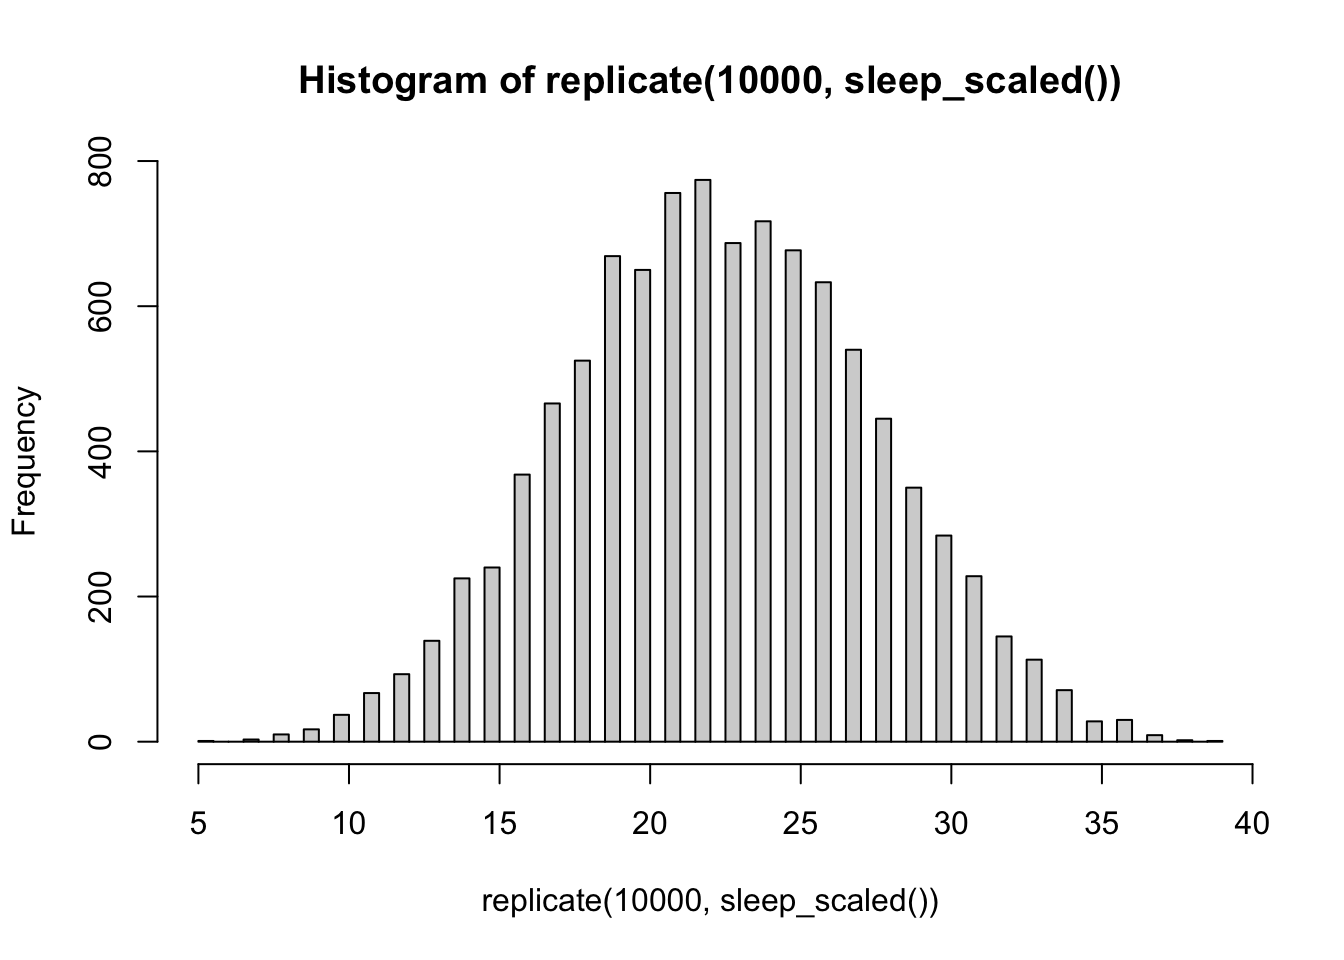 Histogram of replicate(10000, sleep_scaled())
Frequency
800
600
400
200
0
5 10 15 20 25 30 35 40
replicate(10000, sleep_scaled())